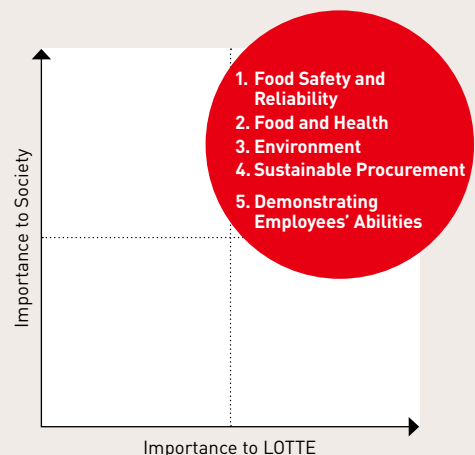 1. Food Safety and
Reliability
2. Food and Health
3. Environment
4. Sustainable Procurement
5. Demonstrating
Employees’ Abilities
Importance to Society
Importance to LOTTE